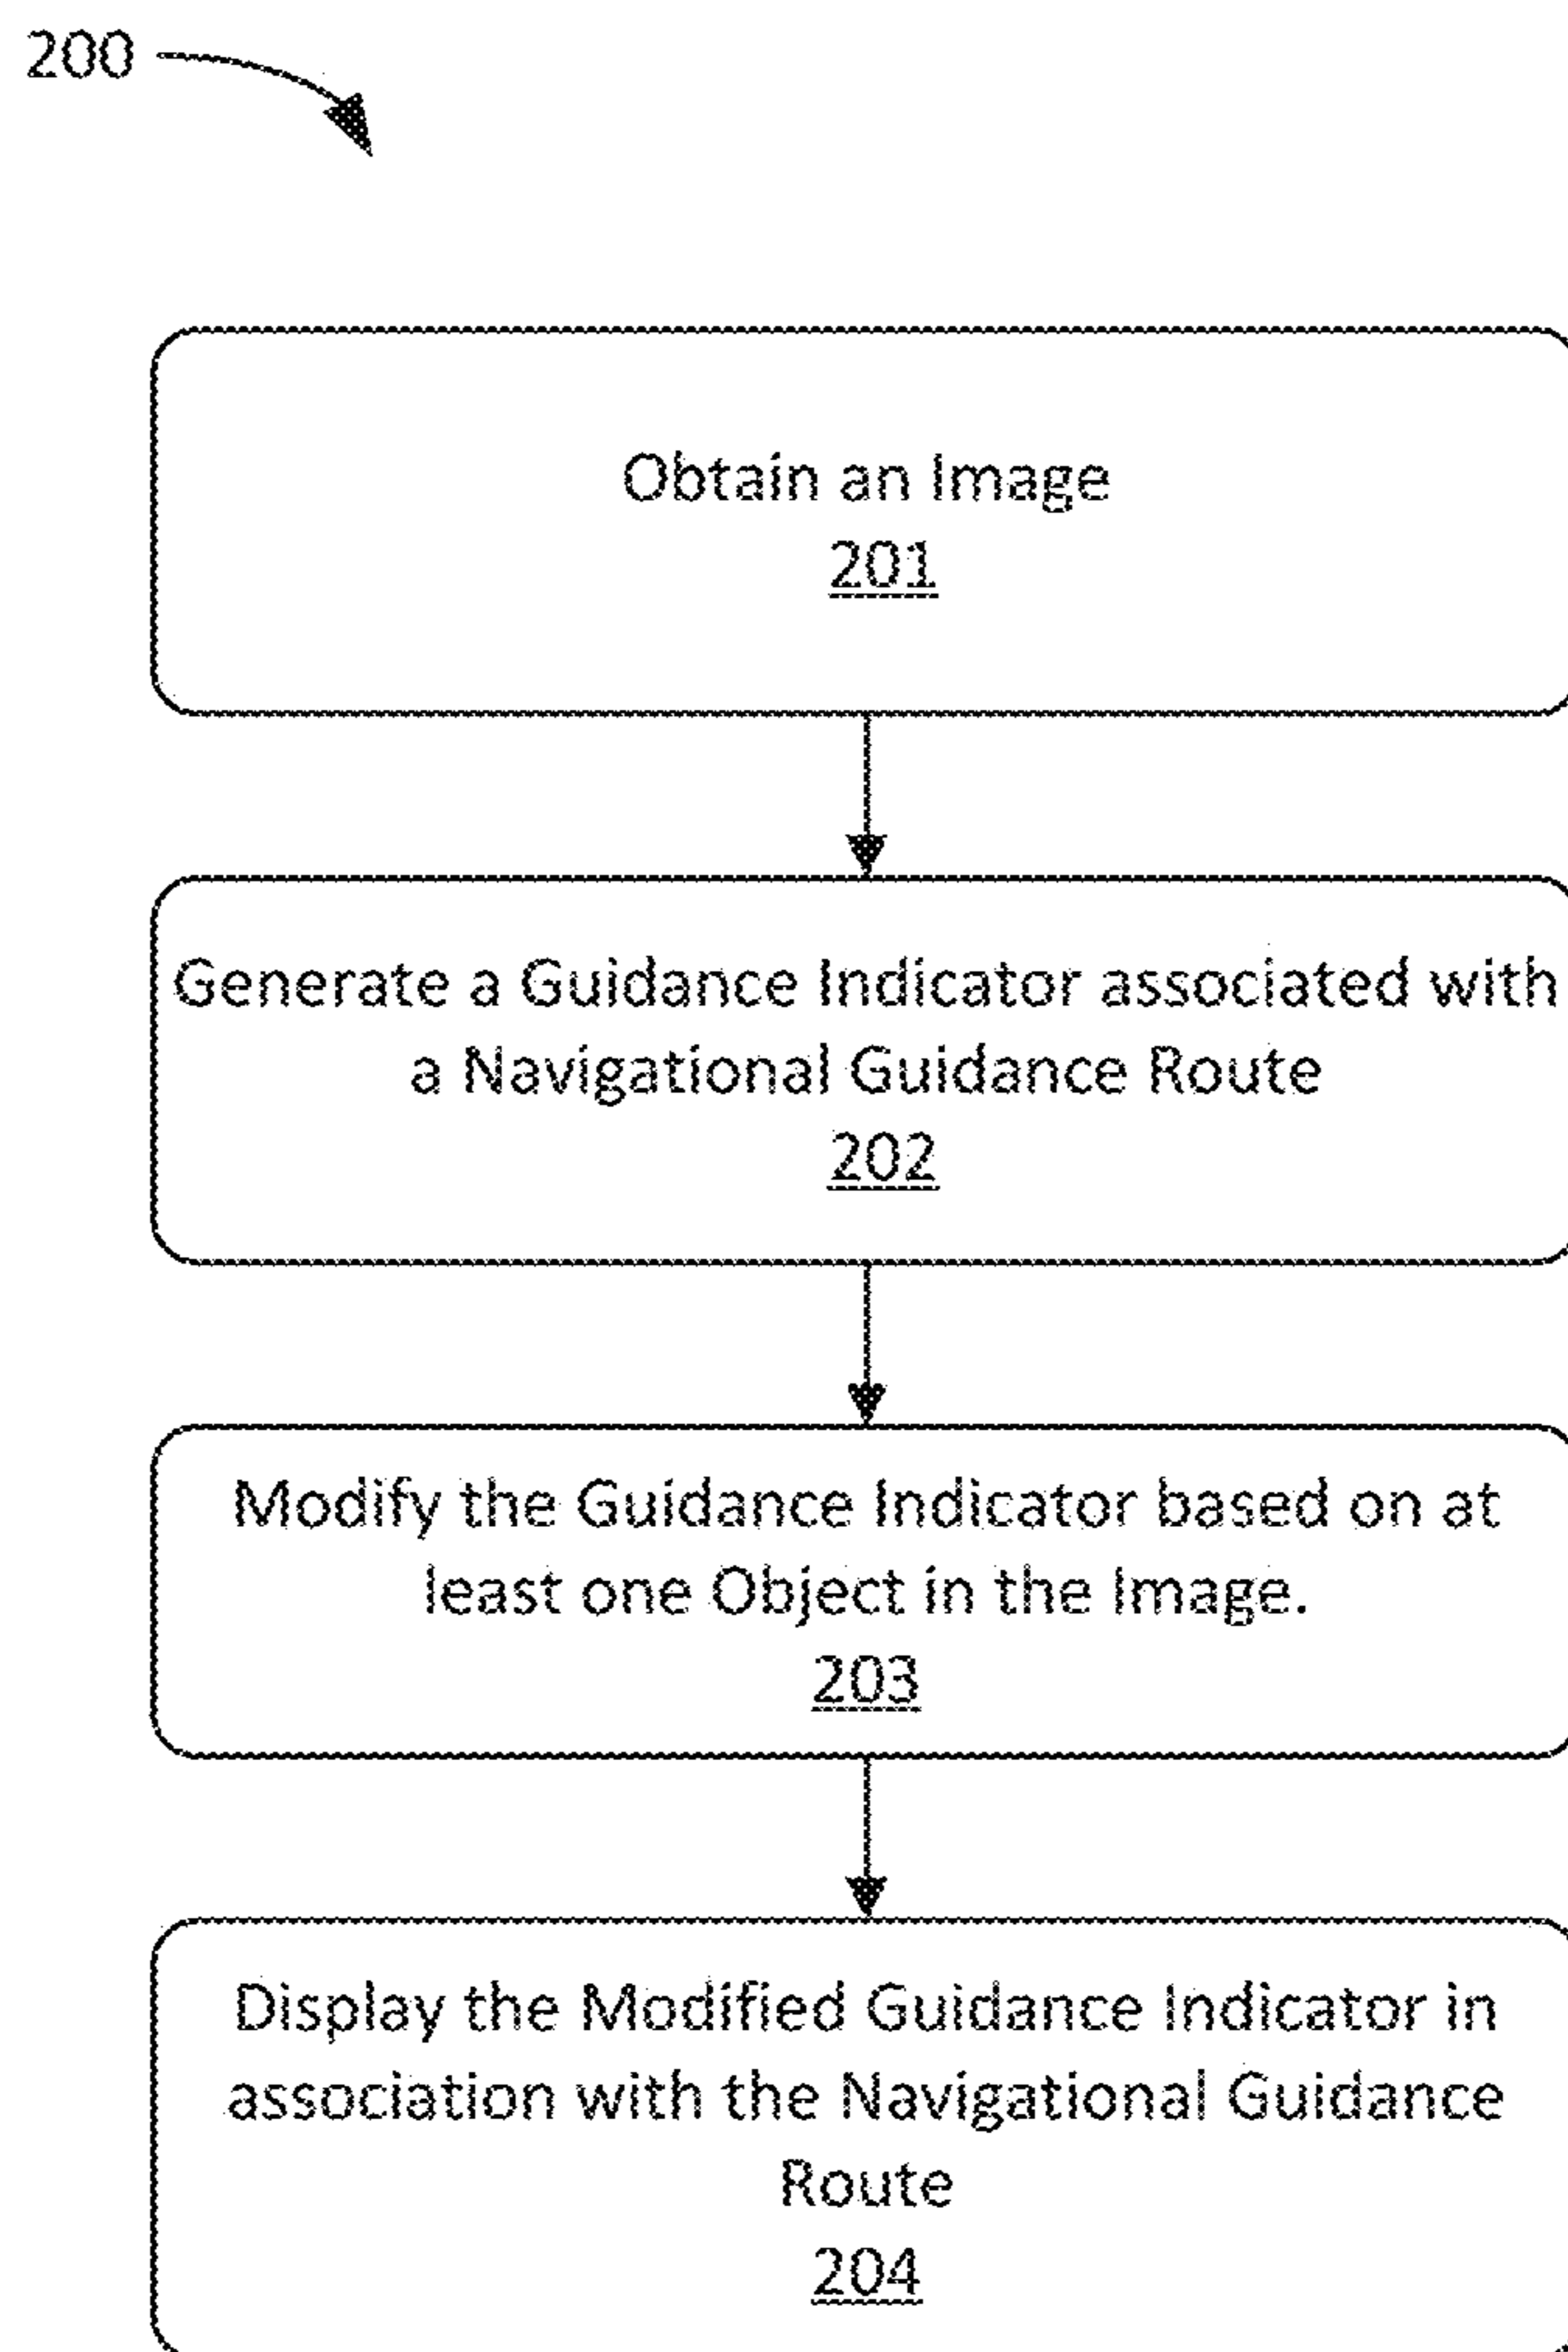 200
Obtain an Image
201
Generate a Guidance Indicator associated with
a Navigational Guidance Route
202
Modify the Guidance Indicator based on at
least one Object in the Image.
203
Display the Modified Guidance Indicator in
association with the Navigational Guidance
Route
204